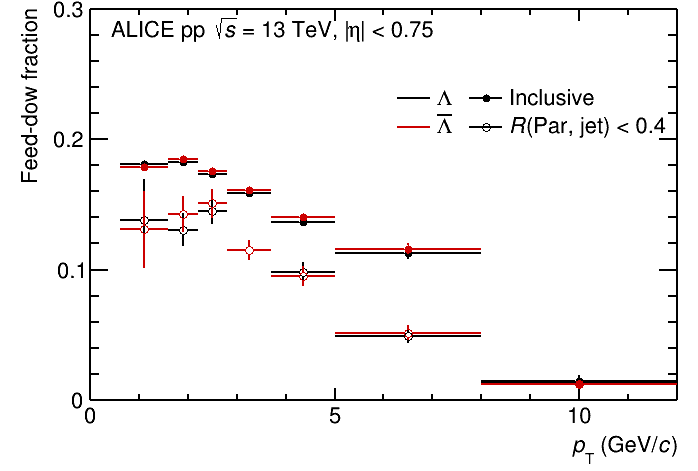 0.3
ALICE pp √s = 13 TeV, |η| < 0.75
Feed-dow fraction
Λ Inclusive
Λ̅ R(Par, jet) < 0.4
0.2
0.1
0
0 5 10
p_T (GeV/c)